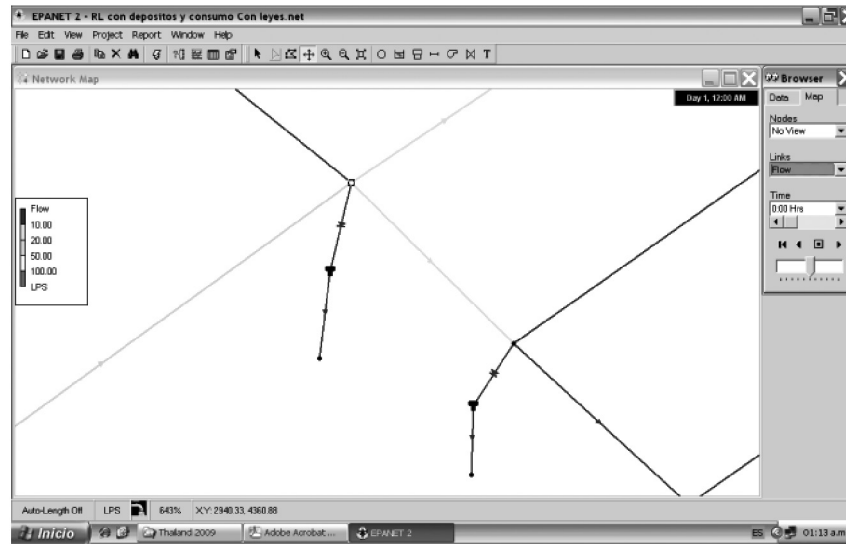 EPANET 2 - RL con depositos y consumo Con leyes.net
File Edit View Project Report Window Help
T
Network Map
Day 1, 12:00 AM
Flow
10.00
20.00
50.00
100.00
LPS
Browser
Data Map
Nodes
No View
Links
Flow
Time
0:00 Hrs
Auto-Length Off LPS 643% X,Y: 2940.33, 4360.88
Inicio Thailand 2009 Adobe Acrobat... EPANET 2 ES 01:13 a.m.